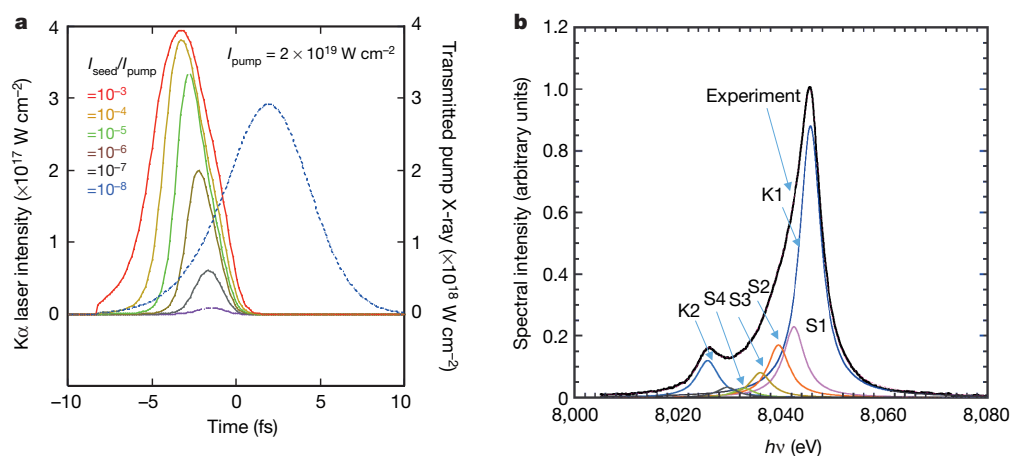 a
I_pump = 2 × 10¹⁹ W cm⁻²
I_seed/I_pump
=10⁻³
=10⁻⁴
=10⁻⁵
=10⁻⁶
=10⁻⁷
=10⁻⁸
4
3
2
1
0
Kα laser intensity (×10¹⁷ W cm⁻²)
4
3
2
1
0
Transmitted pump X-ray (×10¹⁸ W cm⁻²)
−10
−5
0
5
10
Time (fs)
b
Experiment
K1
S2
S3
S4
K2
S1
1.0
0.8
0.6
0.4
0.2
0
Spectral intensity (arbitrary units)
8,000
8,020
8,040
8,060
8,080
hν (eV)